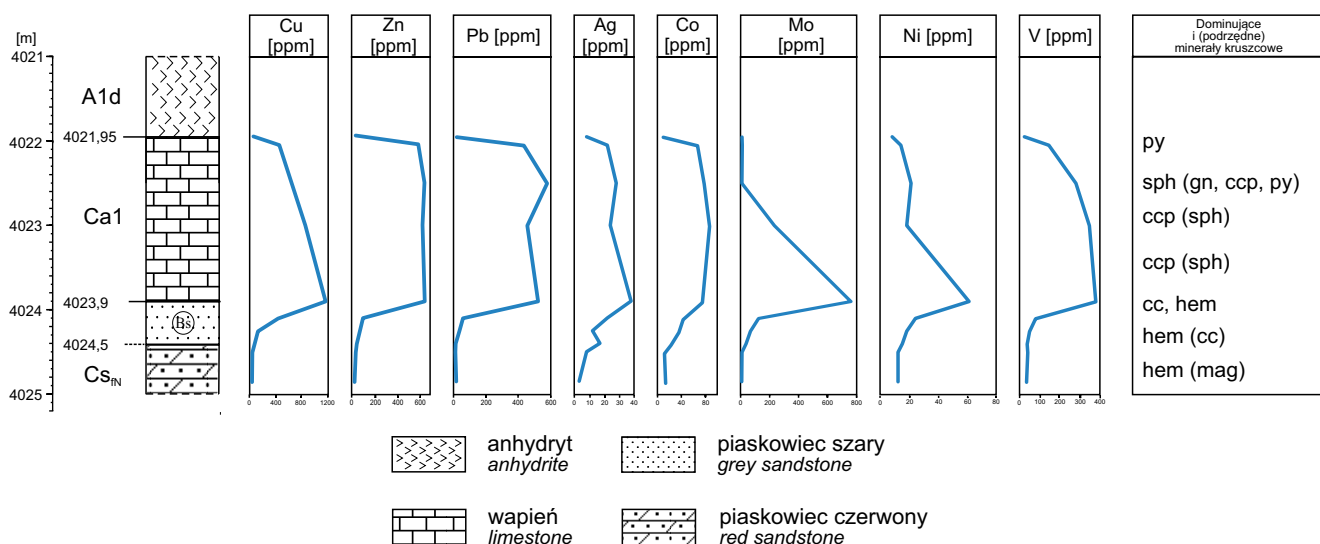 [m]
Cu
[ppm]
Zn
[ppm]
Pb [ppm]
Ag
[ppm]
Co
[ppm]
Mo
[ppm]
Ni [ppm]
V [ppm]
Dominujące
i (podrzędne)
minerały kruszcowe
4021
4022
4023
4024
4025
A1d
4021,95
Ca1
4023,9
Bś
4024,5
CsfN
py
sph (gn, ccp, py)
ccp (sph)
ccp (sph)
cc, hem
hem (cc)
hem (mag)
0 400 800 1200
0 200 400 600
0 200 400 600
0 10 20 30 40
0 40 80
0 200 400 600 800
0 20 40 60 80
0 100 200 300 400
anhydryt
anhydrite
piaskowiec szary
grey sandstone
wapień
limestone
piaskowiec czerwony
red sandstone